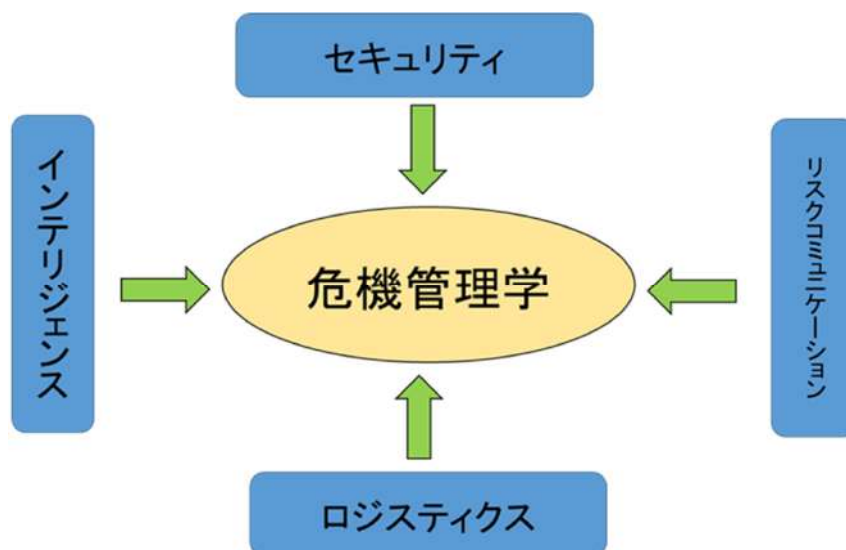 セキュリティ
インテリジェンス
危機管理学
リスクコミュニケーション
ロジスティクス